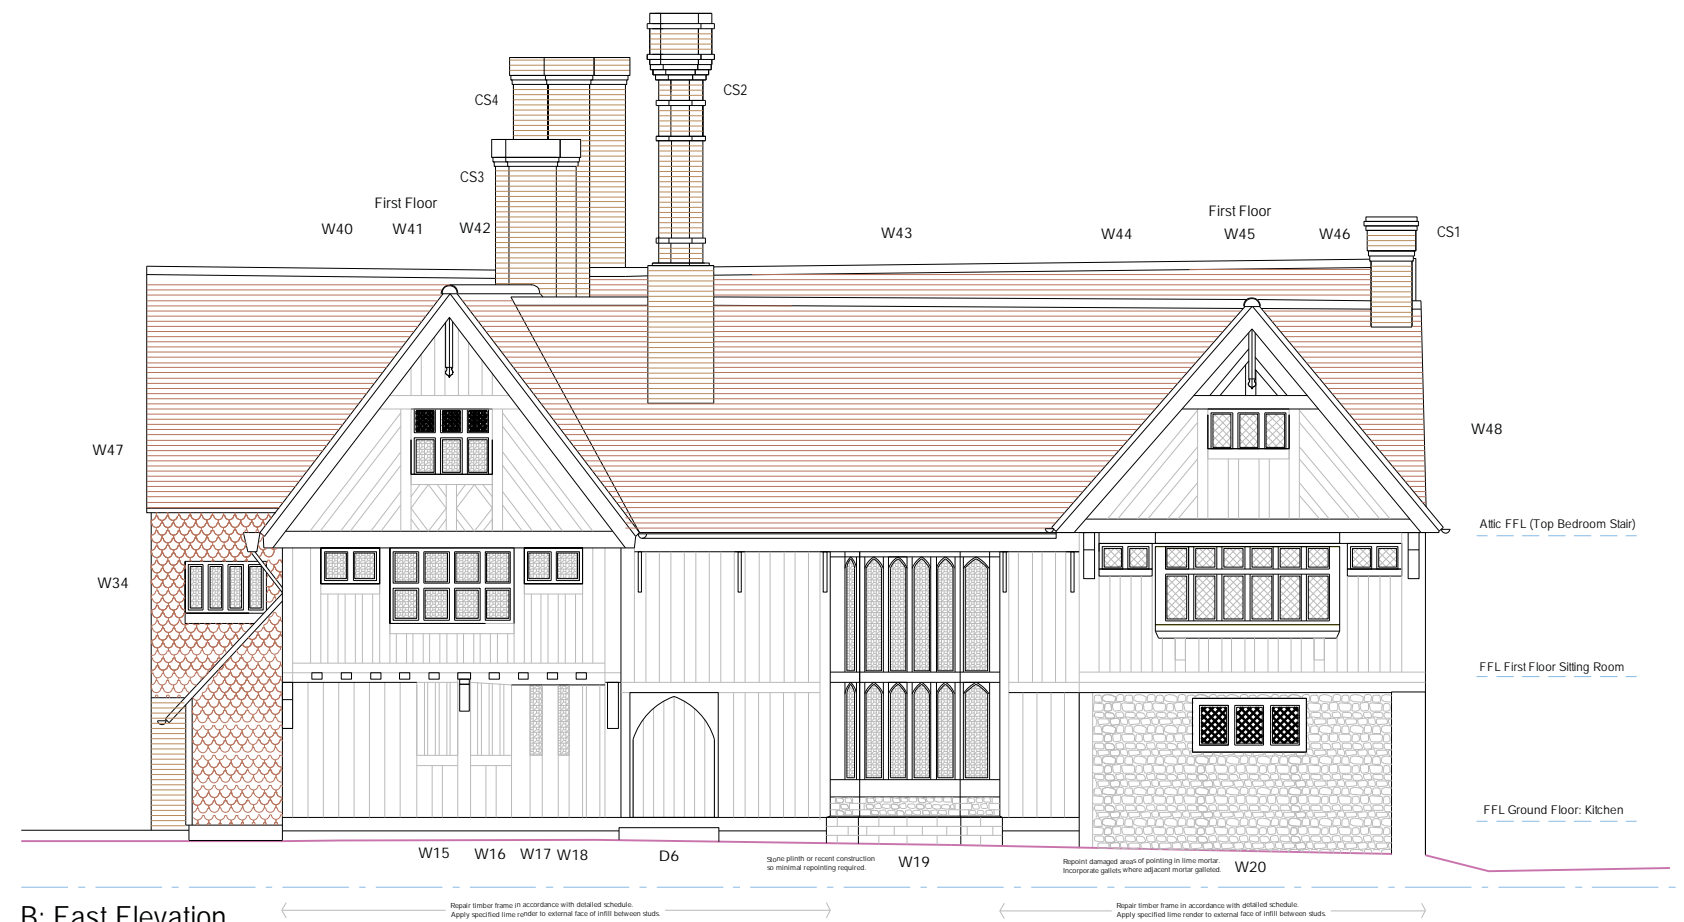 CS2
CS4
CS3
First Floor
W40 W41 W42
W43
First Floor
W44 W45 W46
CS1
W47
W48
Attic FFL (Top Bedroom Stair)
W34
FFL First Floor Sitting Room
FFL Ground Floor: Kitchen
W15 W16 W17 W18 D6
Stone plinth or recent construction
so minimal repointing required.
W19
Repoint damaged areas of pointing in lime mortar.
Incorporate gallets where adjacent mortar galleted.
W20
Repair timber frame in accordance with detailed schedule.
Apply specified lime render to external face of infill between studs.
Repair timber frame in accordance with detailed schedule.
Apply specified lime render to external face of infill between studs.
B: East Elevation